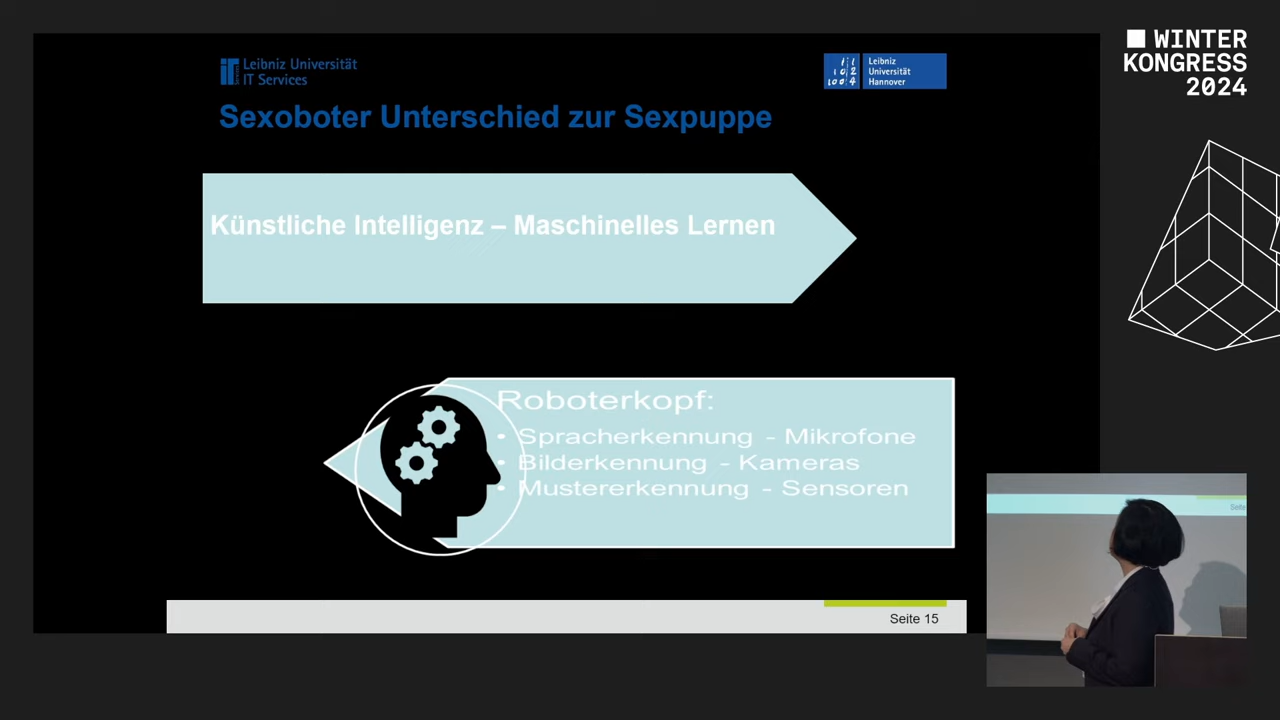 Leibniz Universität
IT Services
Leibniz
Universität
Hannover
Sexoboter Unterschied zur Sexpuppe
Künstliche Intelligenz – Maschinelles Lernen
Roboterkopf:
• Spracherkennung - Mikrofone
• Bilderkennung - Kameras
• Mustererkennung - Sensoren
Seite 15
WINTER
KONGRESS
2024
Seite